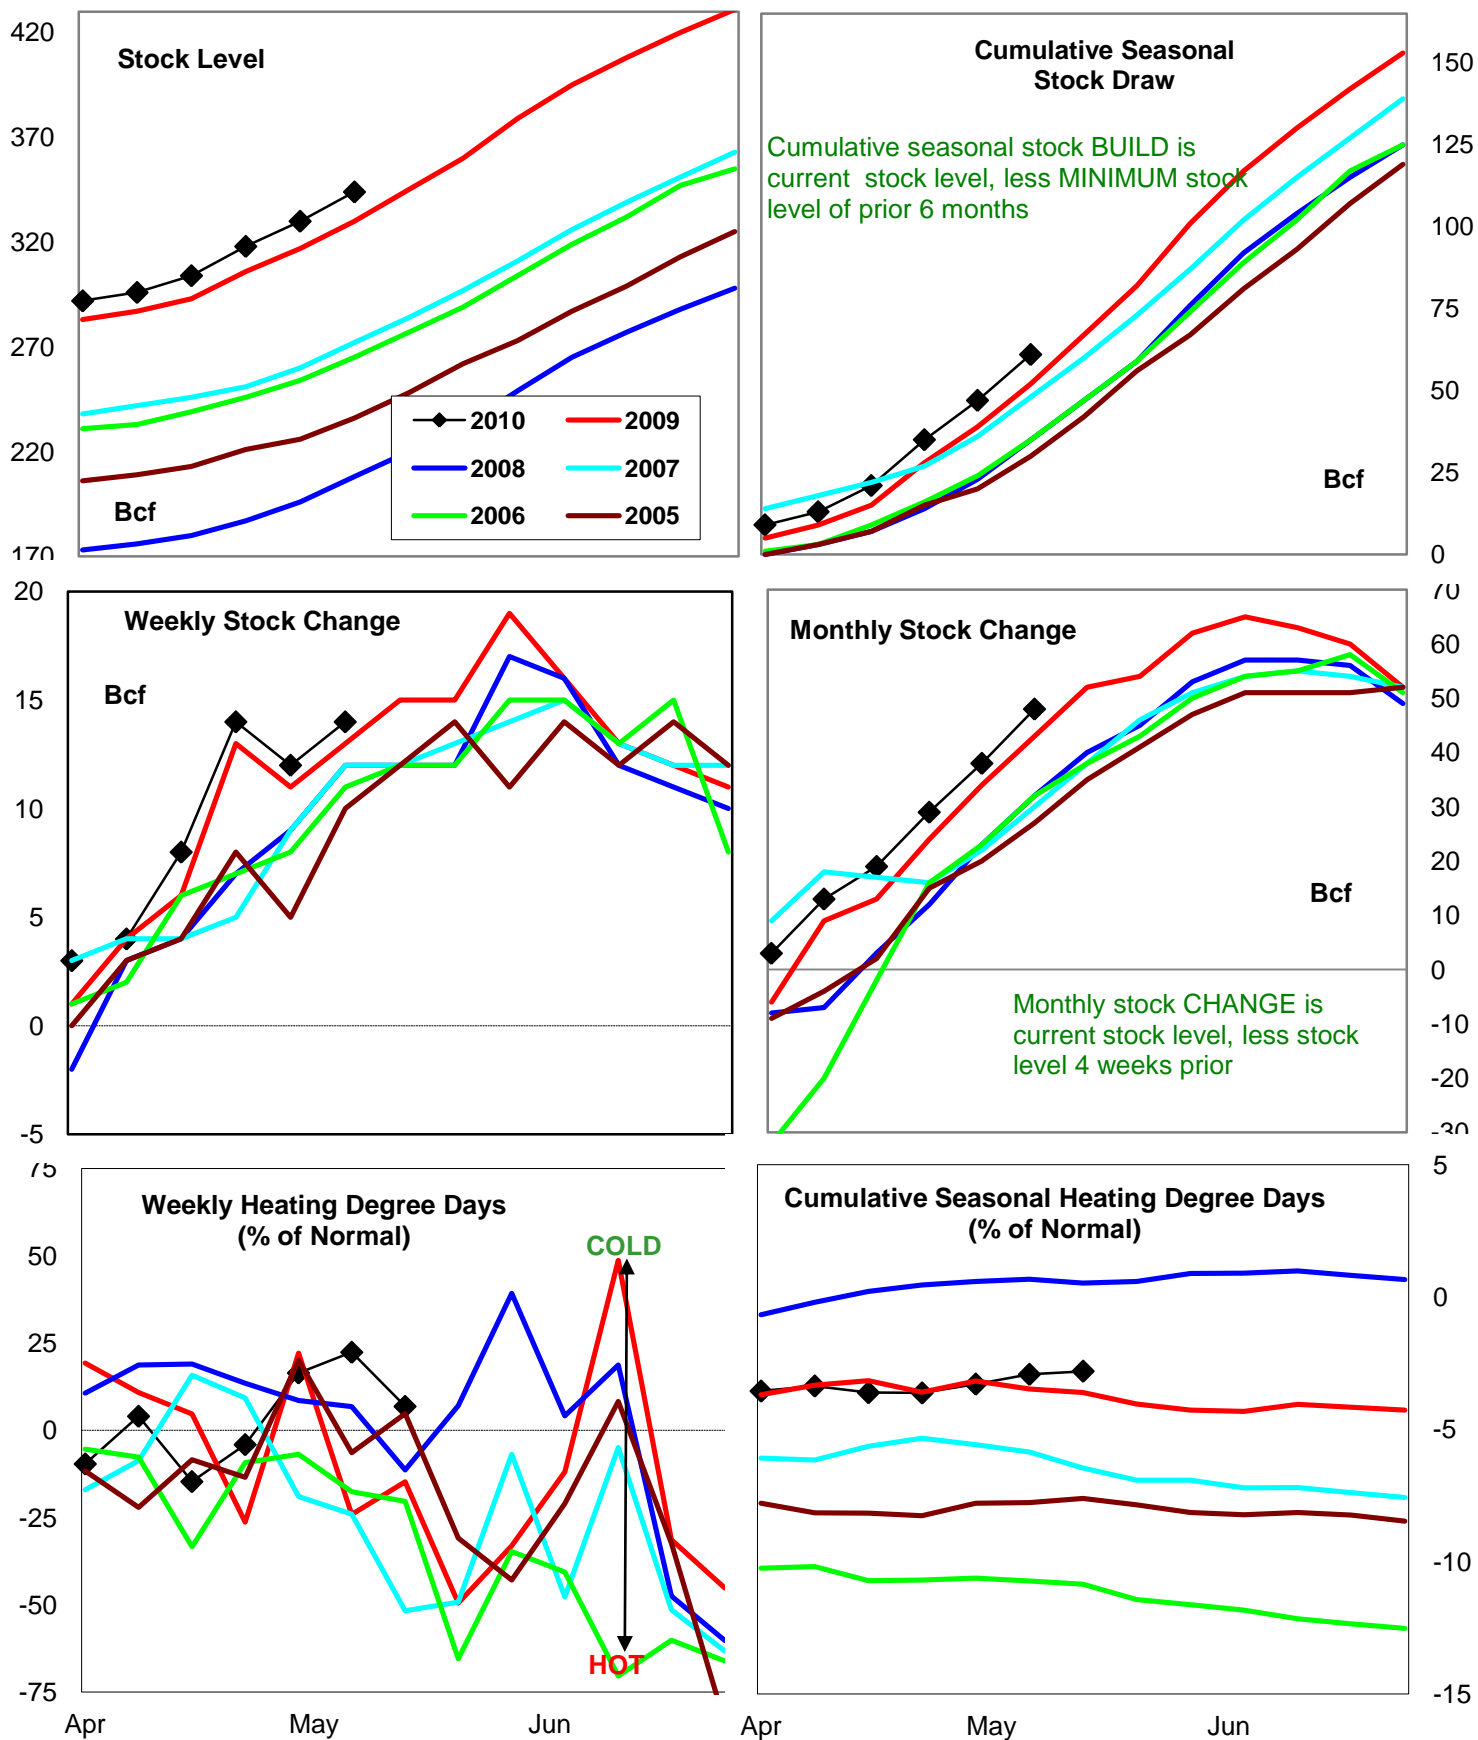 420
370
320
270
220
170
Stock Level
Bcf
2010
2009
2008
2007
2006
2005
Cumulative Seasonal
Stock Draw
Cumulative seasonal stock BUILD is
current stock level, less MINIMUM stock
level of prior 6 months
Bcf
150
125
100
75
50
25
0
20
15
10
5
0
-5
Weekly Stock Change
Bcf
Monthly Stock Change
Bcf
Monthly stock CHANGE is
current stock level, less stock
level 4 weeks prior
70
60
50
40
30
20
10
0
-10
-20
-30
75
50
25
0
-25
-50
-75
Weekly Heating Degree Days
(% of Normal)
COLD
HOT
Apr
May
Jun
Cumulative Seasonal Heating Degree Days
(% of Normal)
5
0
-5
-10
-15
Apr
May
Jun